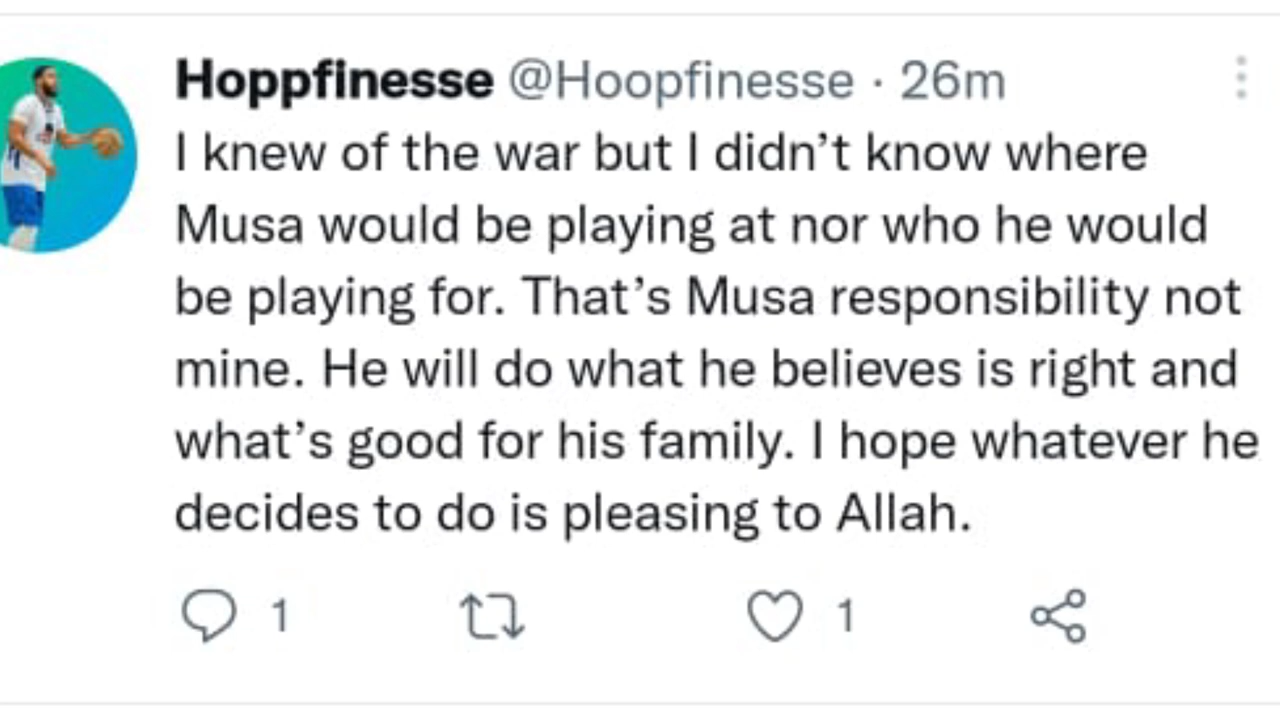 Hoppfinesse @Hoopfinesse · 26m
I knew of the war but I didn’t know where
Musa would be playing at nor who he would
be playing for. That’s Musa responsibility not
mine. He will do what he believes is right and
what’s good for his family. I hope whatever he
decides to do is pleasing to Allah.
1 1